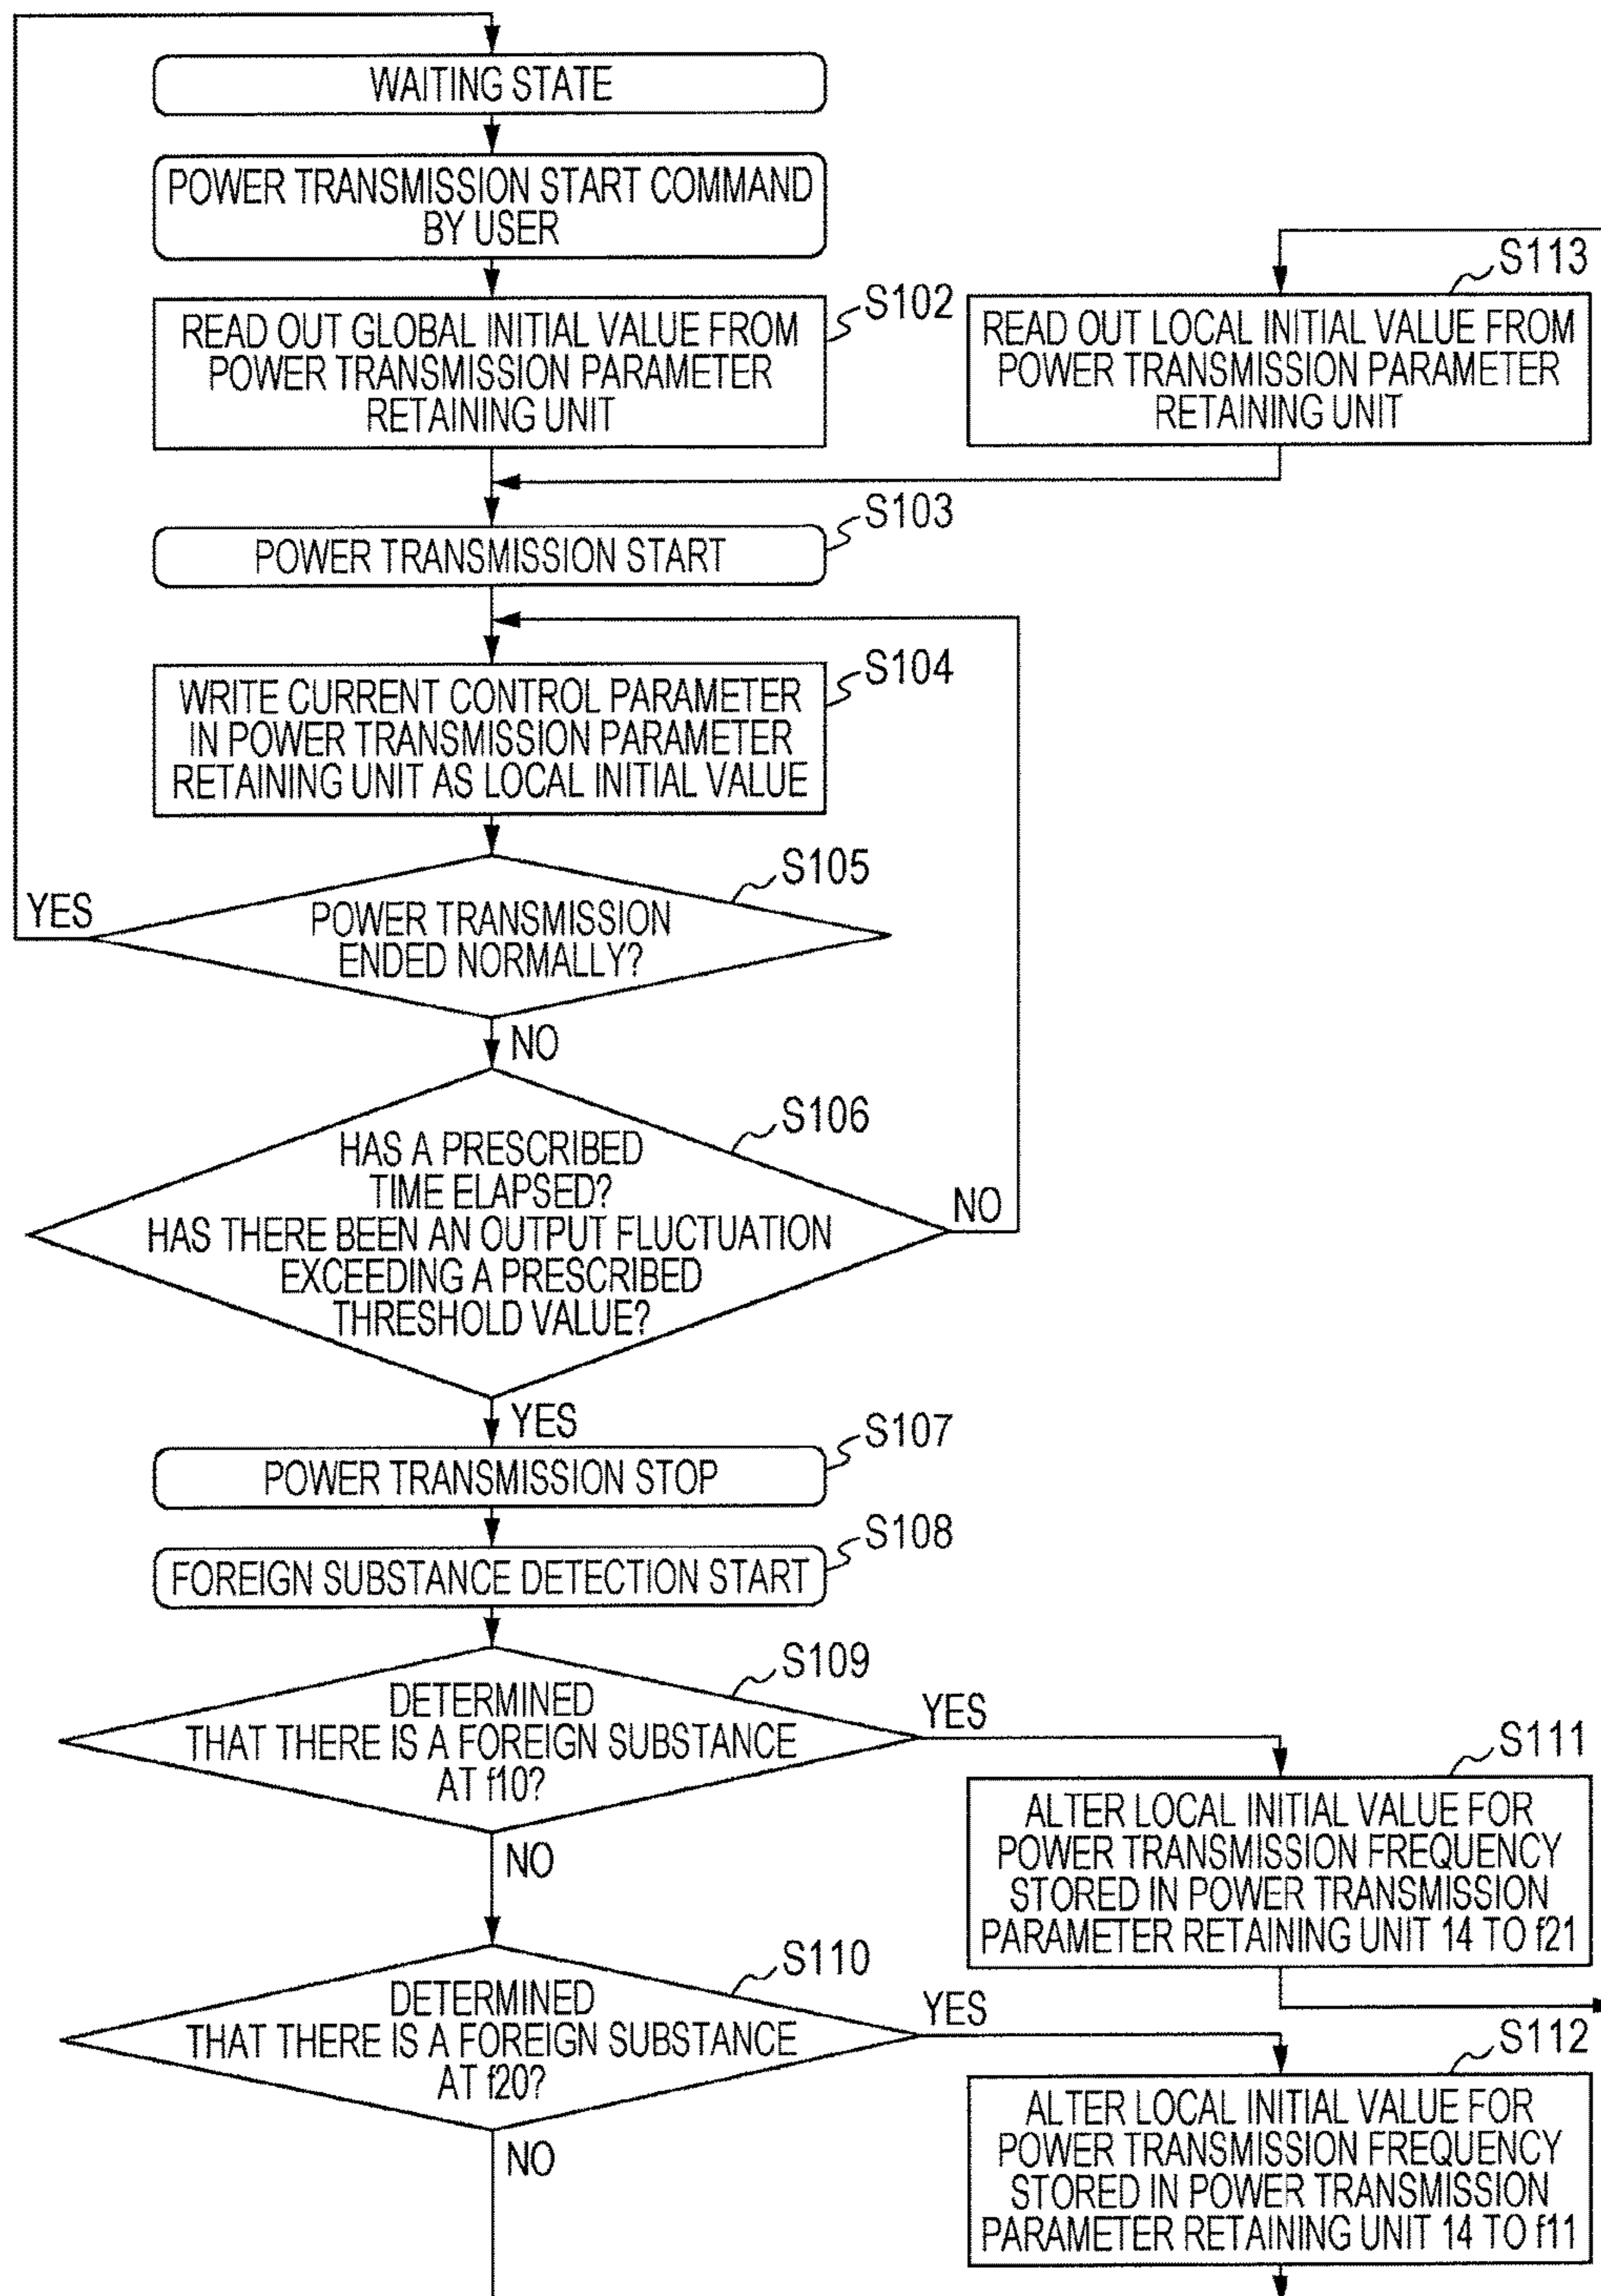 WAITING STATE
POWER TRANSMISSION START COMMAND
BY USER
S102
READ OUT GLOBAL INITIAL VALUE FROM
POWER TRANSMISSION PARAMETER
RETAINING UNIT
S113
READ OUT LOCAL INITIAL VALUE FROM
POWER TRANSMISSION PARAMETER
RETAINING UNIT
S103
POWER TRANSMISSION START
S104
WRITE CURRENT CONTROL PARAMETER
IN POWER TRANSMISSION PARAMETER
RETAINING UNIT AS LOCAL INITIAL VALUE
S105
YES
POWER TRANSMISSION
ENDED NORMALLY?
NO
S106
HAS A PRESCRIBED
TIME ELAPSED?
HAS THERE BEEN AN OUTPUT FLUCTUATION
EXCEEDING A PRESCRIBED
THRESHOLD VALUE?
NO
YES
S107
POWER TRANSMISSION STOP
S108
FOREIGN SUBSTANCE DETECTION START
S109
DETERMINED
THAT THERE IS A FOREIGN SUBSTANCE
AT f10?
YES
NO
S111
ALTER LOCAL INITIAL VALUE FOR
POWER TRANSMISSION FREQUENCY
STORED IN POWER TRANSMISSION
PARAMETER RETAINING UNIT 14 TO f21
S110
DETERMINED
THAT THERE IS A FOREIGN SUBSTANCE
AT f20?
YES
NO
S112
ALTER LOCAL INITIAL VALUE FOR
POWER TRANSMISSION FREQUENCY
STORED IN POWER TRANSMISSION
PARAMETER RETAINING UNIT 14 TO f11